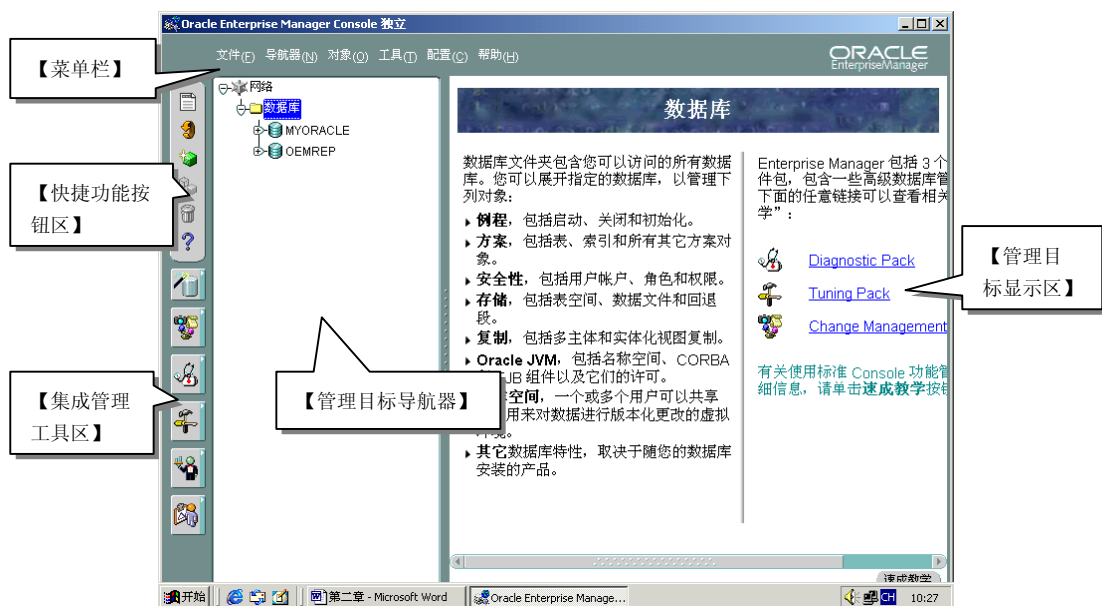 Oracle Enterprise Manager Console 独立
文件(F) 导航器(N) 对象(O) 工具(T) 配置(C) 帮助(H)
ORACLE
EnterpriseManager
【菜单栏】
【快捷功能按
钮区】
【集成管理
工具区】
网络
数据库
MYORACLE
OEMREP
【管理目标导航器】
数据库
数据库文件夹包含您可以访问的所有数据
库。您可以展开指定的数据库，以管理下
列对象：
例程，包括启动、关闭和初始化。
方案，包括表、索引和所有其它方案对
象。
安全性，包括用户帐户、角色和权限。
存储，包括表空间、数据文件和回退
段。
复制，包括多主体和实体化视图复制。
Oracle JVM，包括名称空间、CORBA
JB 组件以及它们的许可。
空间，一个或多个用户可以共享
用来对数据进行版本化更改的虚拟
环境。
其它数据库特性，取决于随您的数据库
安装的产品。
Enterprise Manager 包括 3 个
件包，包含一些高级数据库管
下面的任意链接可以查看相关
学”：
Diagnostic Pack
Tuning Pack
Change Management
有关使用标准 Console 功能管
细信息，请单击速成教学按钮
【管理目
标显示区】
速成教学
开始
第二章 - Microsoft Word
Oracle Enterprise Manage...
CH
10:27